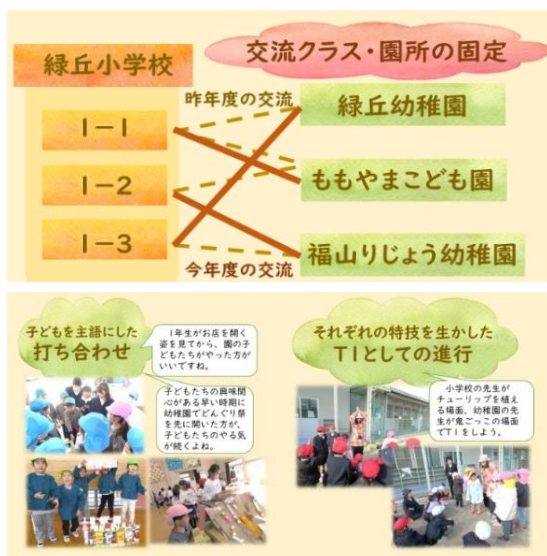 交流クラス・園所の固定
緑丘小学校
昨年度の交流
1-1
1-2
1-3
緑丘幼稚園
ももやまこども園
福山りじょう幼稚園
今年度の交流
子どもを主語にした
打ち合わせ
1年生がお店を開く
姿を見てから、園の子
どもたちがやった方が
いいですね。
子どもたちの興味関
心がある早い時期に
幼稚園でどんぐり祭
を先に開いた方が、
子どもたちのやる気
が続くよね。
それぞれの特技を生かした
T1としての進行
小学校の先生が
チューリップを植え
る場面、幼稚園の先
生が鬼ごっこの場面
でT1をしよう。